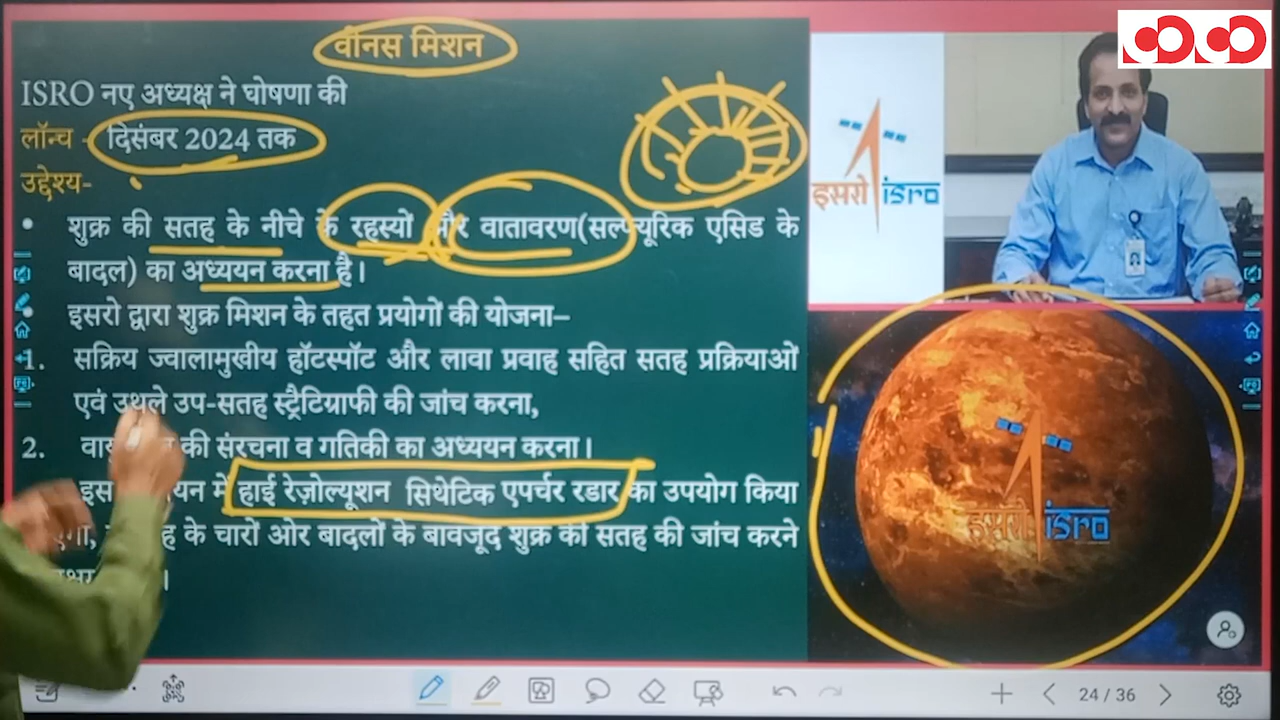 वीनस मिशन
ISRO नए अध्यक्ष ने घोषणा की
लॉन्च - दिसंबर 2024 तक
उद्देश्य-
• शुक्र की सतह के नीचे के रहस्यों और वातावरण(सल्फ्यूरिक एसिड के
बादल) का अध्ययन करना है।
• इसरो द्वारा शुक्र मिशन के तहत प्रयोगों की योजना–
1. सक्रिय ज्वालामुखीय हॉटस्पॉट और लावा प्रवाह सहित सतह प्रक्रियाओं
एवं उथले उप-सतह स्ट्रैटिग्राफी की जांच करना,
2. की संरचना व गतिकी का अध्ययन करना।
इस में हाई रेज़ोल्यूशन सिंथेटिक एपर्चर रडार का उपयोग किया
के चारों ओर बादलों के बावजूद शुक्र की सतह की जांच करने
इसरो isro
इसरो isro
24 / 36